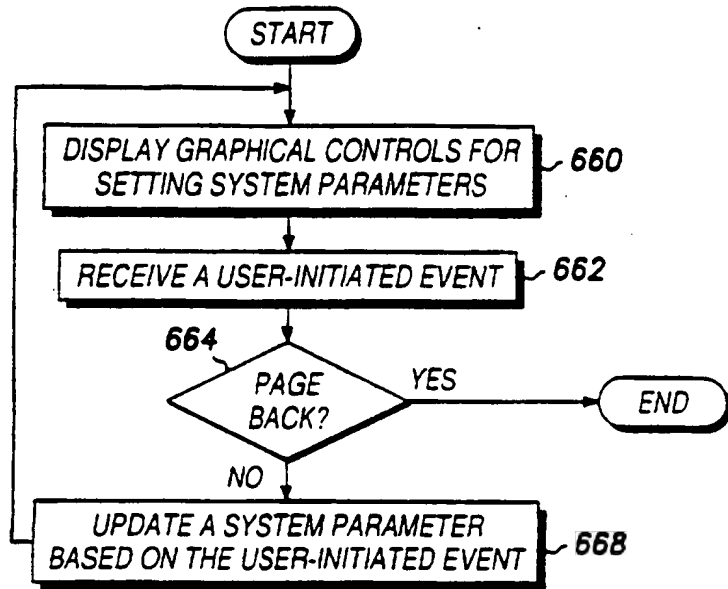 START
DISPLAY GRAPHICAL CONTROLS FOR
SETTING SYSTEM PARAMETERS
660
RECEIVE A USER-INITIATED EVENT
662
664
PAGE
BACK?
YES
END
NO
UPDATE A SYSTEM PARAMETER
BASED ON THE USER-INITIATED EVENT
668